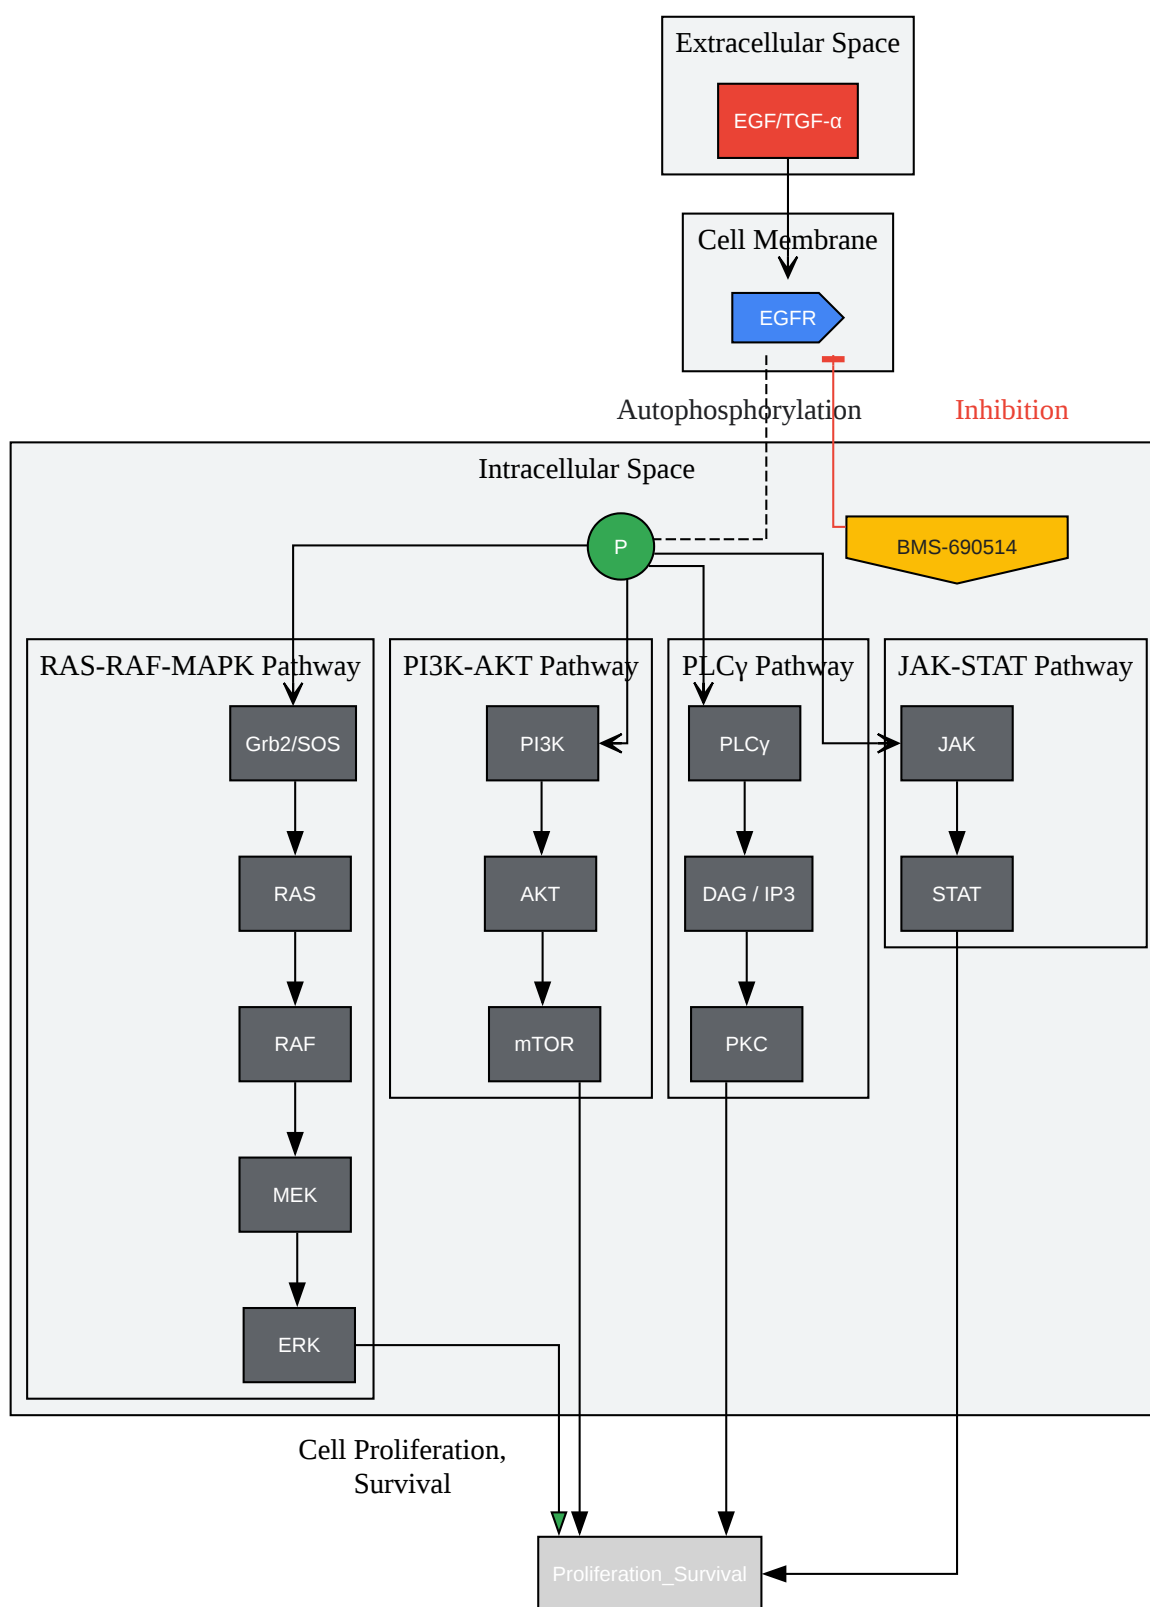 Extracellular Space
EGF/TGF-α
Cell Membrane
EGFR
Autophosphorylation
Inhibition
Intracellular Space
P
BMS-690514
RAS-RAF-MAPK Pathway
PI3K-AKT Pathway
PLCγ Pathway
JAK-STAT Pathway
Grb2/SOS
PI3K
PLCγ
JAK
RAS
AKT
DAG / IP3
STAT
RAF
mTOR
PKC
MEK
ERK
Cell Proliferation,
Survival
Proliferation_Survival